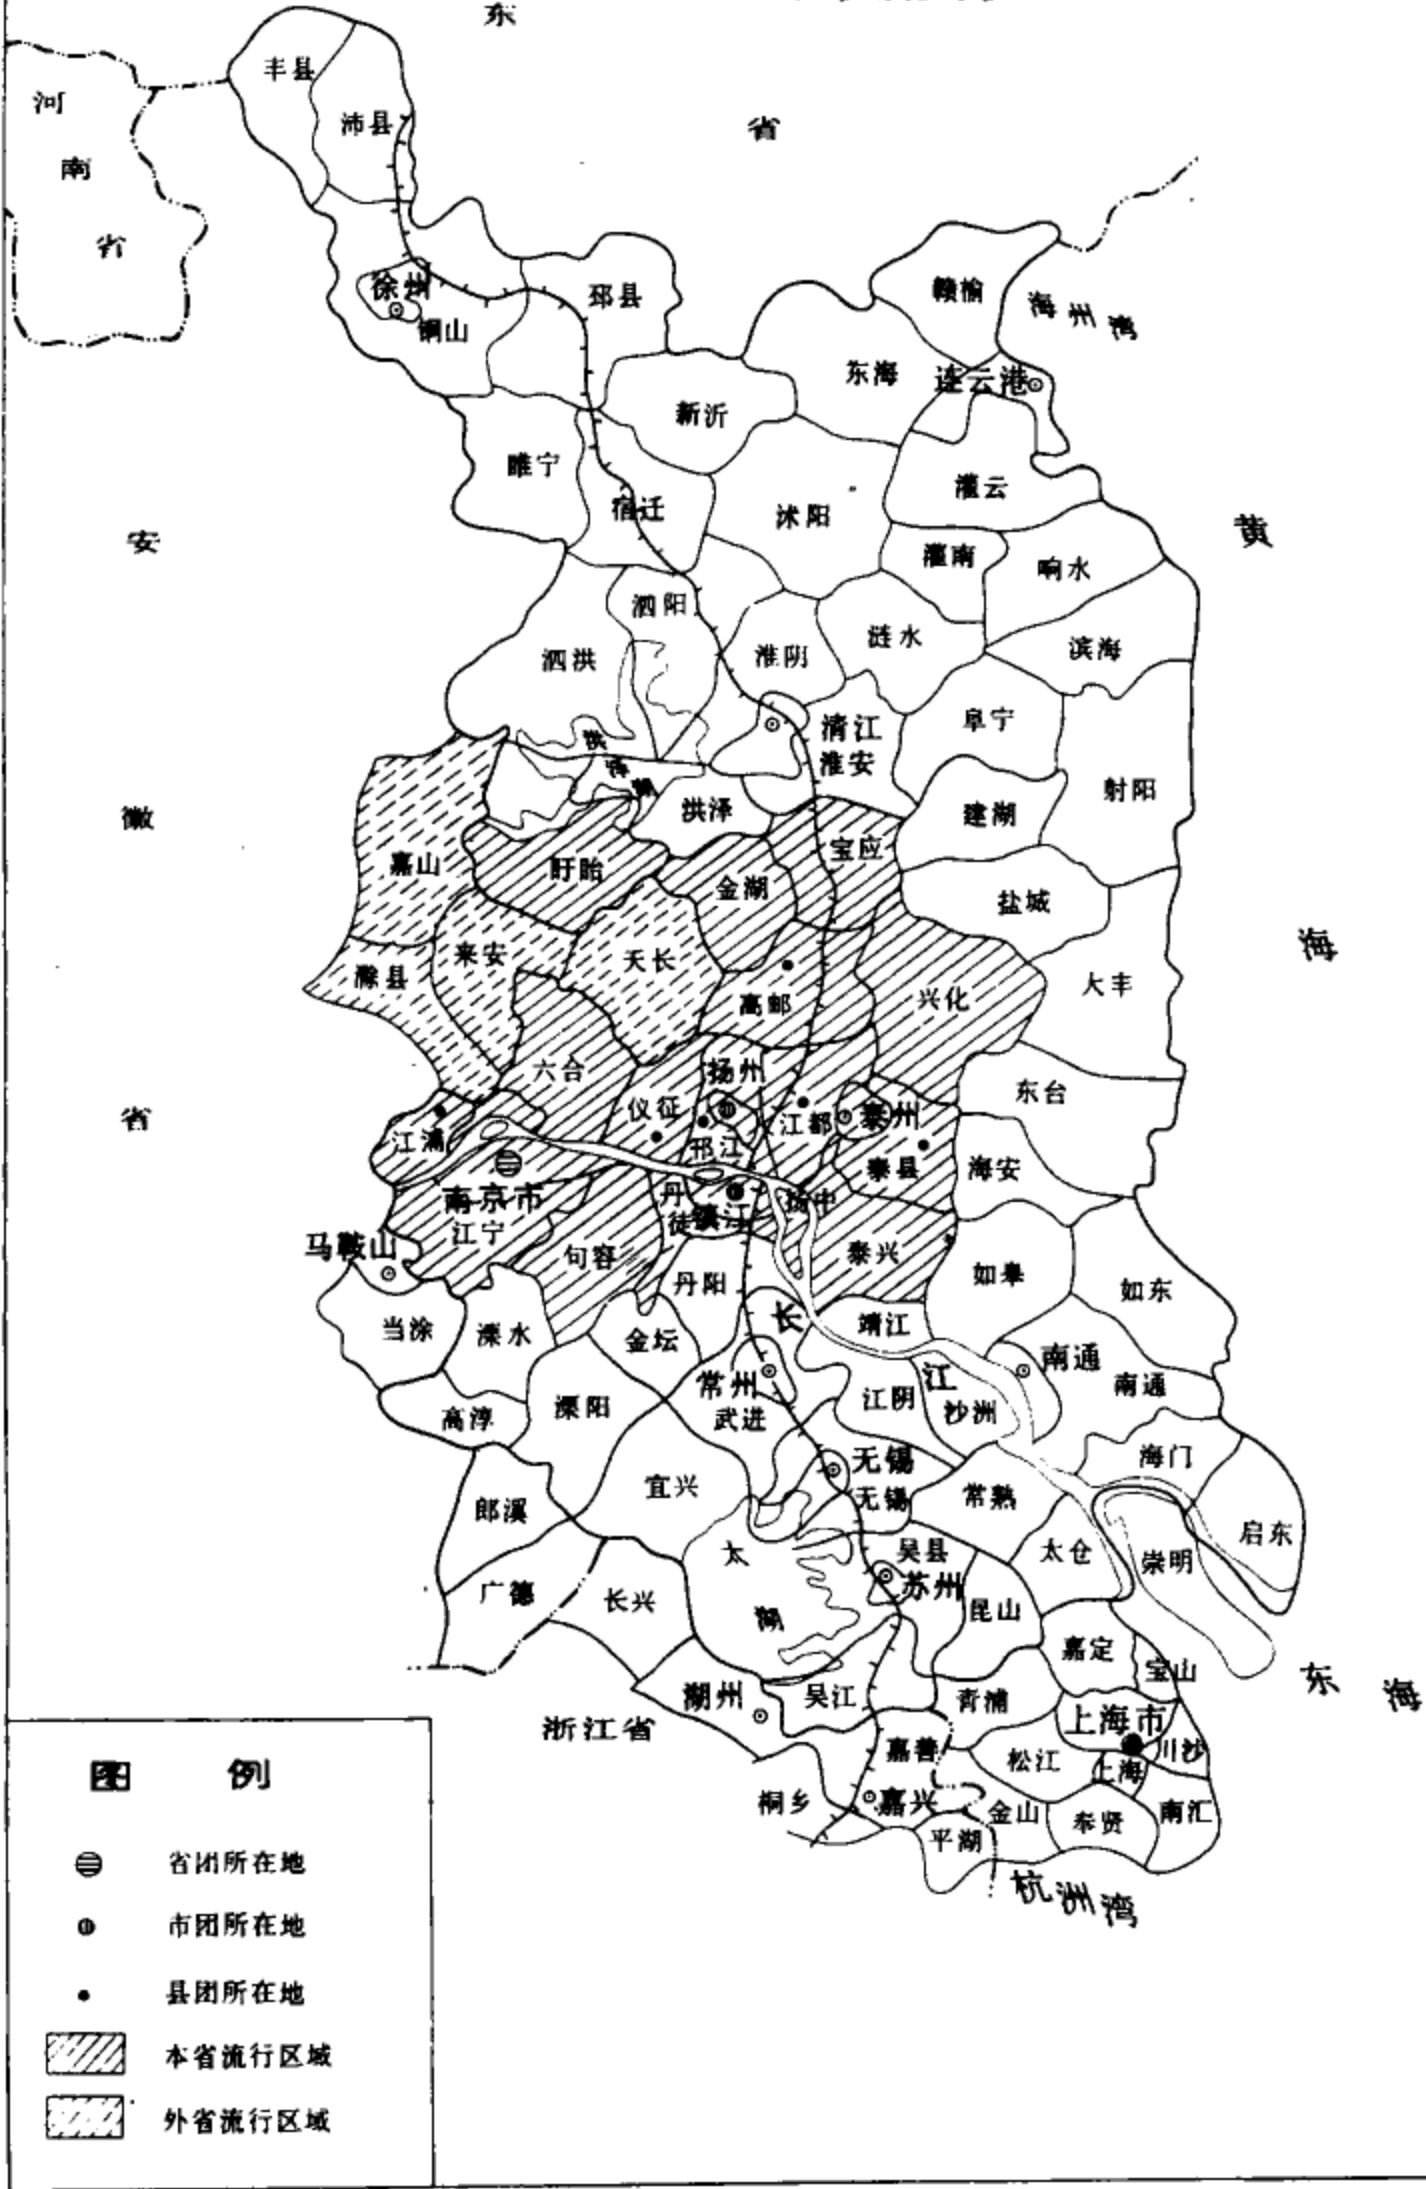 东
省
河
南
省
安
徽
省
丰县
沛县
徐州
铜山
邳县
赣榆
海州湾
东海
连云港
新沂
睢宁
宿迁
沭阳
灌云
灌南
响水
黄
海
泗阳
泗洪
淮阴
涟水
滨海
清江
淮安
阜宁
射阳
洪泽湖
洪泽
建湖
宝应
嘉山
盱眙
金湖
盐城
来安
滁县
天长
高邮
兴化
大丰
六合
扬州
仪征
邗江
江都
泰州
泰县
东台
海安
江浦
南京市
江宁
丹徒
镇江
扬中
马鞍山
句容
泰兴
丹阳
如皋
如东
当涂
溧水
金坛
长
江
靖江
常州
武进
江阴
沙洲
南通
南通
高淳
溧阳
海门
宜兴
无锡
无锡
常熟
启东
郎溪
太
湖
吴县
苏州
太仓
崇明
广德
长兴
昆山
嘉定
宝山
东海
湖州
吴江
青浦
上海市
川沙
浙江省
嘉善
松江
上海
桐乡
嘉兴
金山
奉贤
南汇
平湖
杭洲湾
图例
省团所在地
市团所在地
县团所在地
本省流行区域
外省流行区域